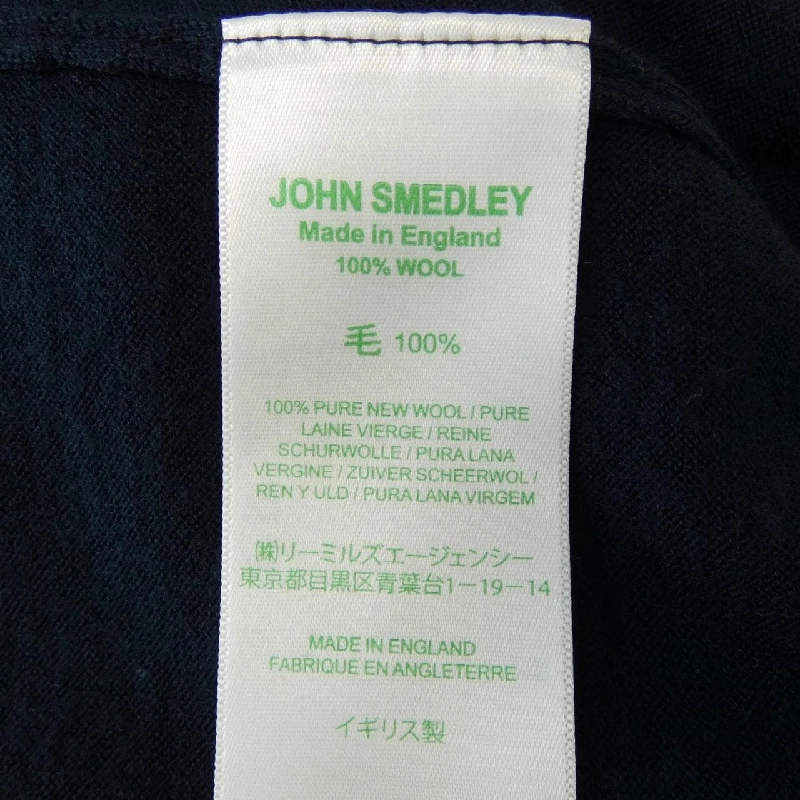 JOHN SMEDLEY
Made in England
100% WOOL
毛 100%
100% PURE NEW WOOL / PURE
LAINE VIERGE / REINE
SCHURWOLLE / PURA LANA
VERGINE / ZUIVER SCHEERWOL /
REN Y ULD / PURA LANA VIRGEM
㈱リーミルズエージェンシー
東京都目黒区青葉台1ー19ー14
MADE IN ENGLAND
FABRIQUE EN ANGLETERRE
イギリス製